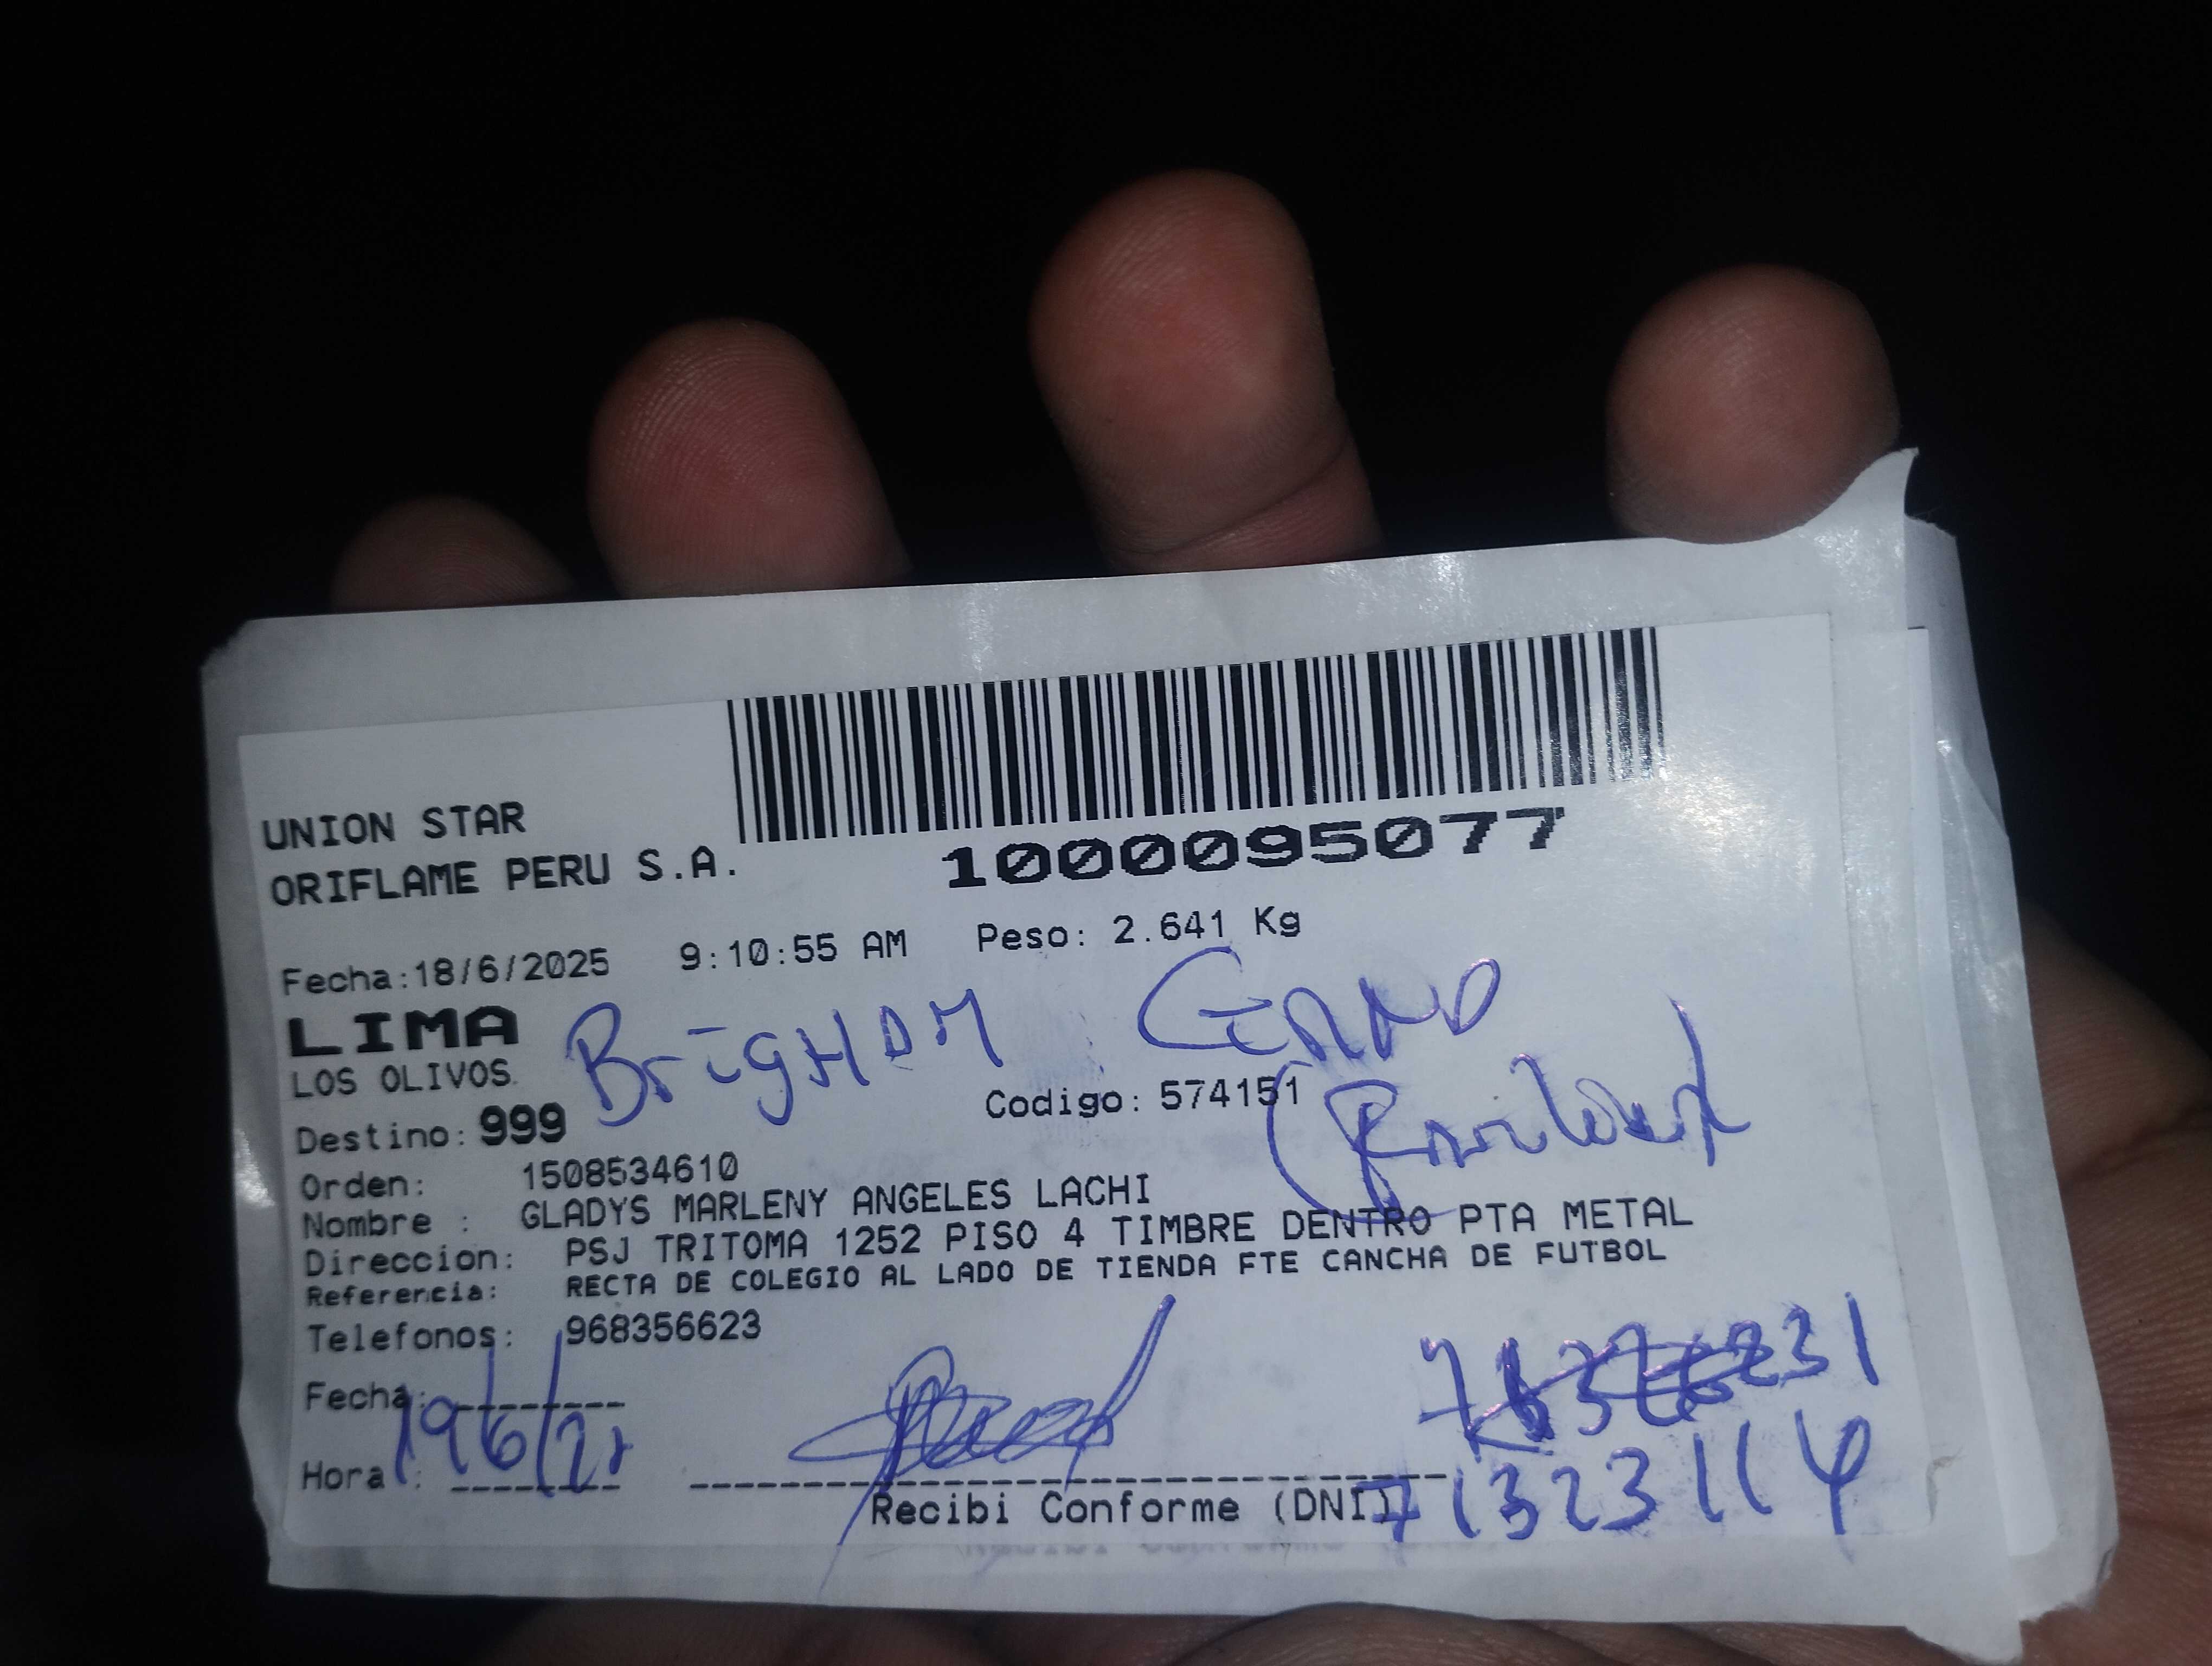 UNION STAR
ORIFLAME PERU S.A.
1000095077
Fecha:18/6/2025 9:10:55 AM Peso: 2.641 Kg
LIMA
LOS OLIVOS
BrigHAM
Destino: 999 Codigo: 574151
Orden: 1508534610
Nombre : GLADYS MARLENY ANGELES LACHI
Direccion: PSJ TRITOMA 1252 PISO 4 TIMBRE DENTRO PTA METAL
Referencia: RECTA DE COLEGIO AL LADO DE TIENDA FTE CANCHA DE FUTBOL
Telefonos: 968356623
Fecha:
19/6/25
Hora :
Recibi Conforme (DNI)
71323114